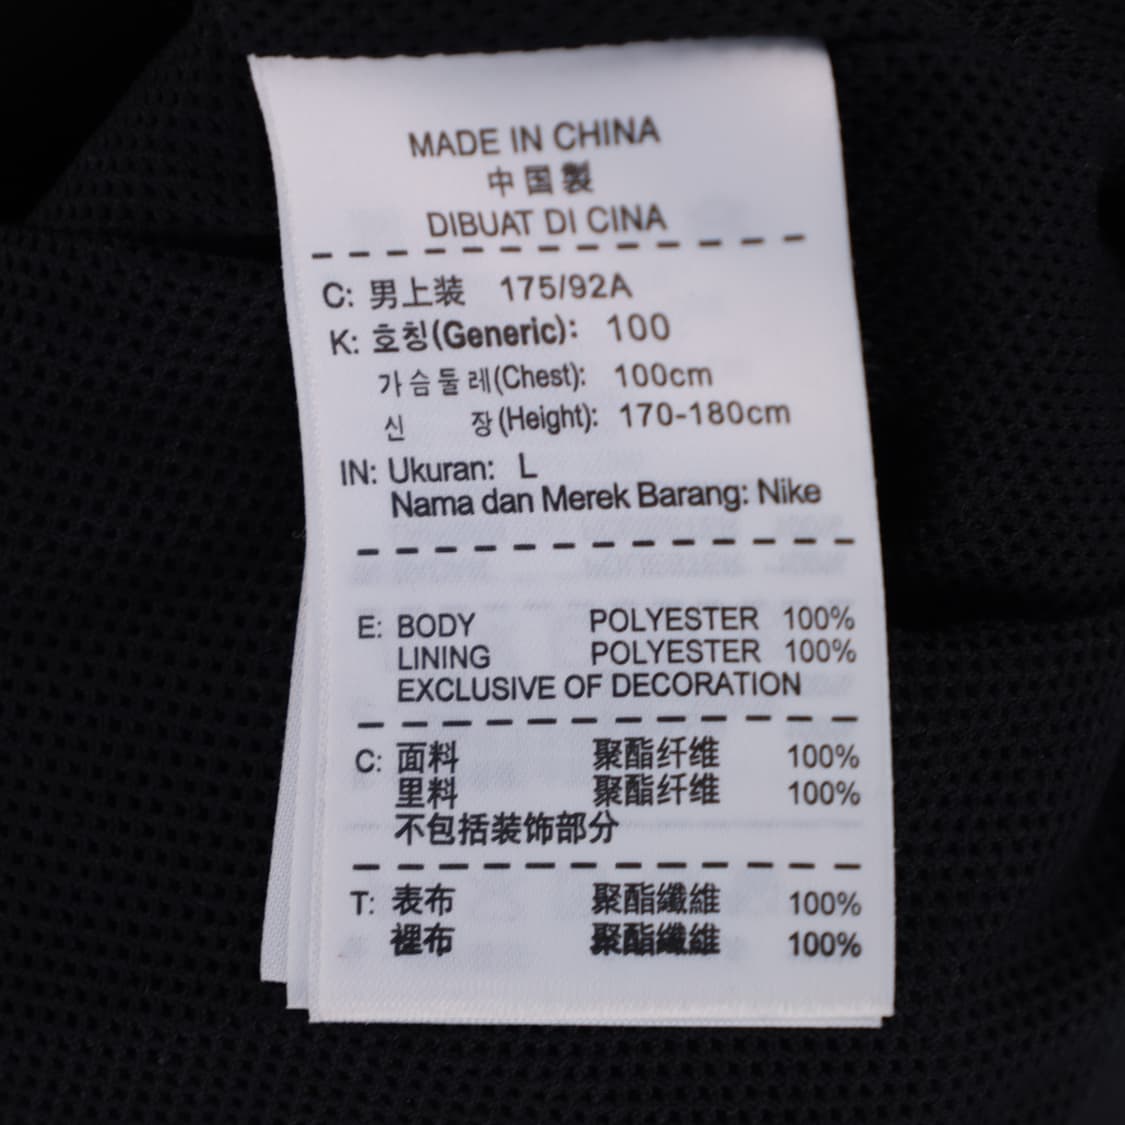 MADE IN CHINA
中国製
DIBUAT DI CINA
C: 男上装 175/92A
K: 호칭(Generic): 100
가슴둘레(Chest): 100cm
신 장(Height): 170-180cm
IN: Ukuran: L
Nama dan Merek Barang: Nike
E: BODY POLYESTER 100%
LINING POLYESTER 100%
EXCLUSIVE OF DECORATION
C: 面料 聚酯纤维 100%
里料 聚酯纤维 100%
不包括装饰部分
T: 表布 聚酯纖維 100%
裡布 聚酯纖維 100%